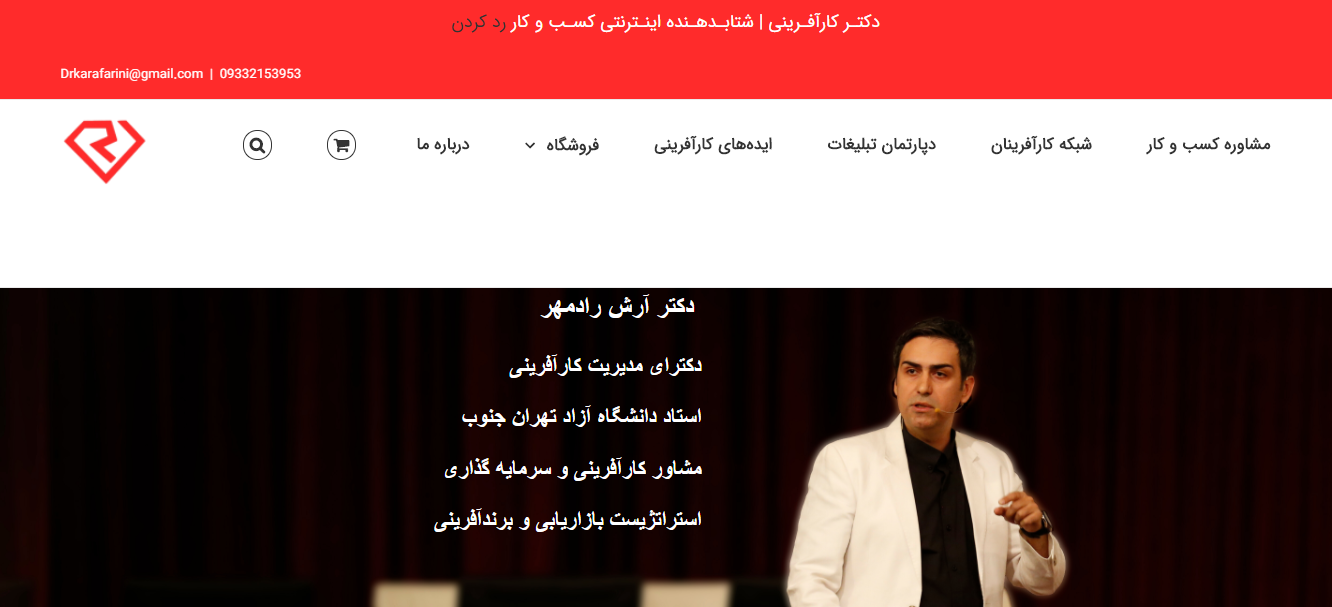 دکتـر کارآفـرینی | شتابـدهـنده اینـترنتی کسـب و کار رد کردن
Drkarafarini@gmail.com | 09332153953
مشاوره کسب و کار
شبکه کارآفرینان
دپارتمان تبلیغات
ایده‌های کارآفرینی
فروشگاه
درباره ما
دکتر آرش رادمهر
دکترای مدیریت کارآفرینی
استاد دانشگاه آزاد تهران جنوب
مشاور کارآفرینی و سرمایه گذاری
استراتژیست بازاریابی و برندآفرینی